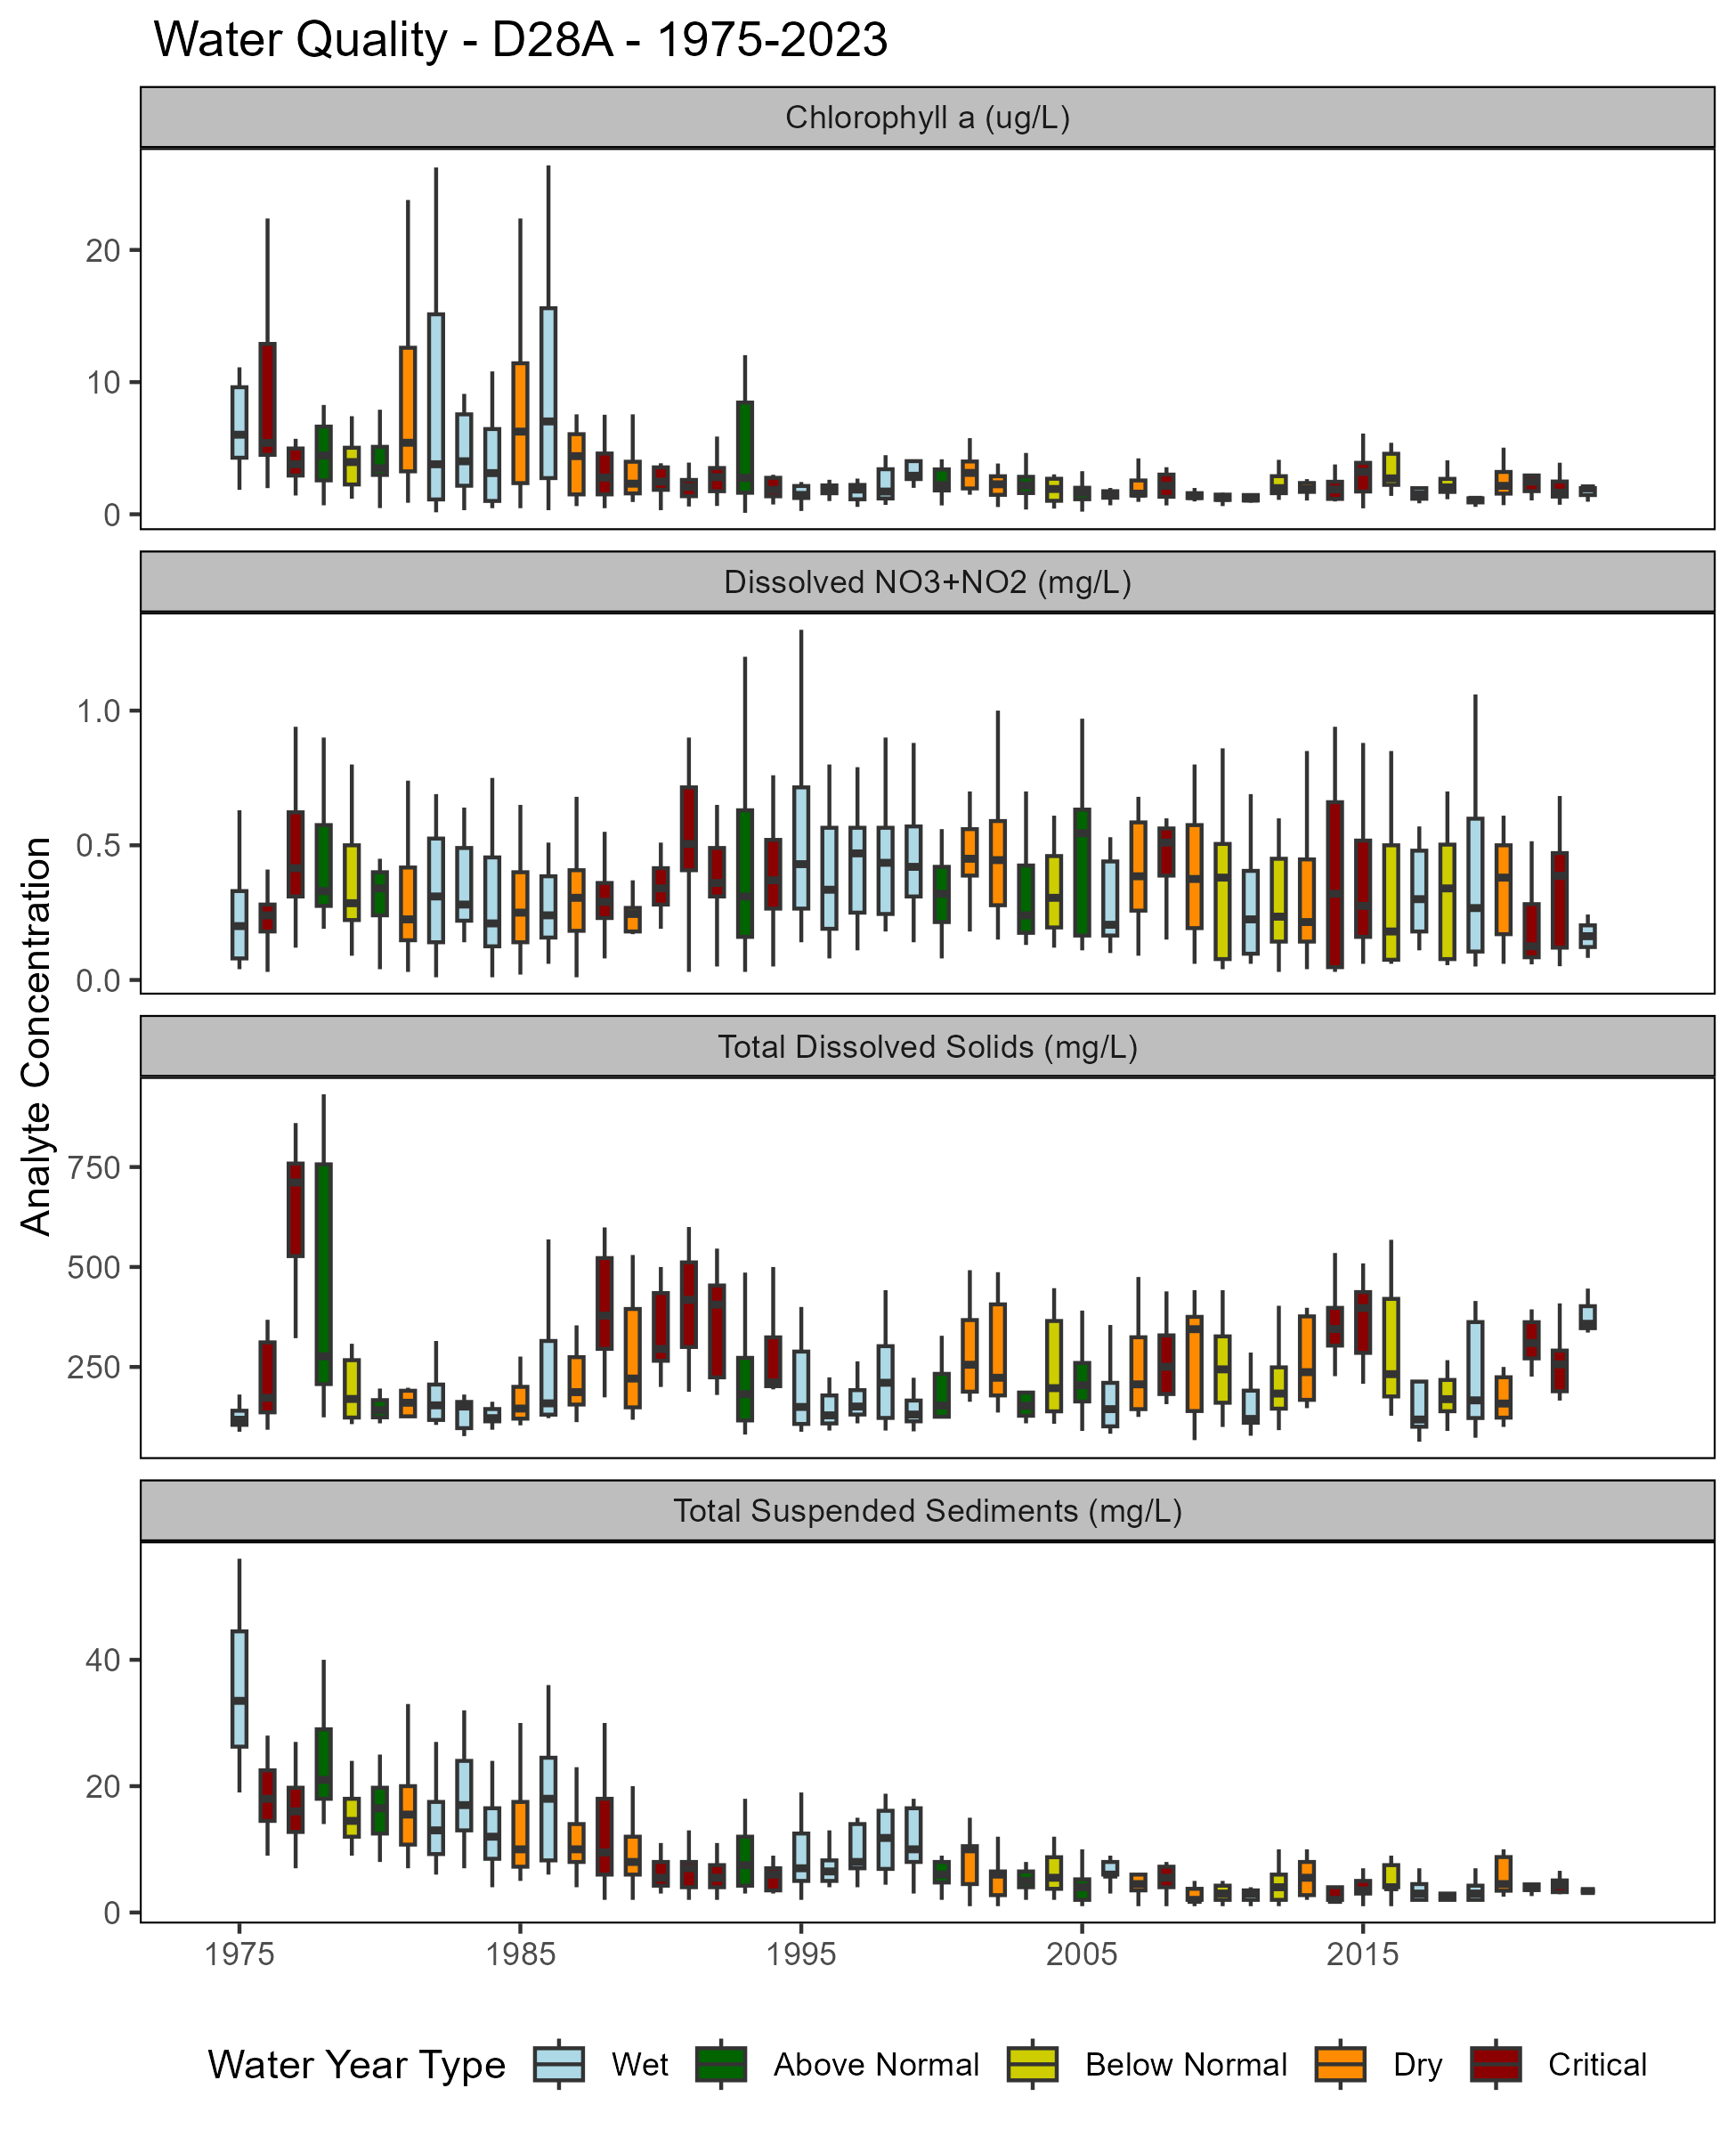 Water Quality - D28A - 1975-2023
Chlorophyll a (ug/L)
20
10
0
Dissolved NO3+NO2 (mg/L)
1.0
0.5
0.0
Analyte Concentration
Total Dissolved Solids (mg/L)
750
500
250
Total Suspended Sediments (mg/L)
40
20
0
1975 1985 1995 2005 2015
Water Year Type Wet Above Normal Below Normal Dry Critical